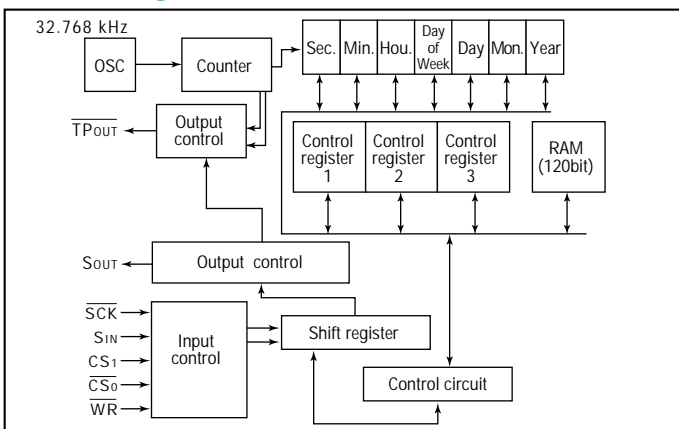 32.768 kHz
OSC
Counter
Sec.
Min.
Hou.
Day
of
Week
Day
Mon.
Year
TPOUT
Output
control
Control
register
1
Control
register
2
Control
register
3
RAM
(120bit)
SOUT
Output control
SCK
SIN
CS1
CS0
WR
Input
control
Shift register
Control circuit